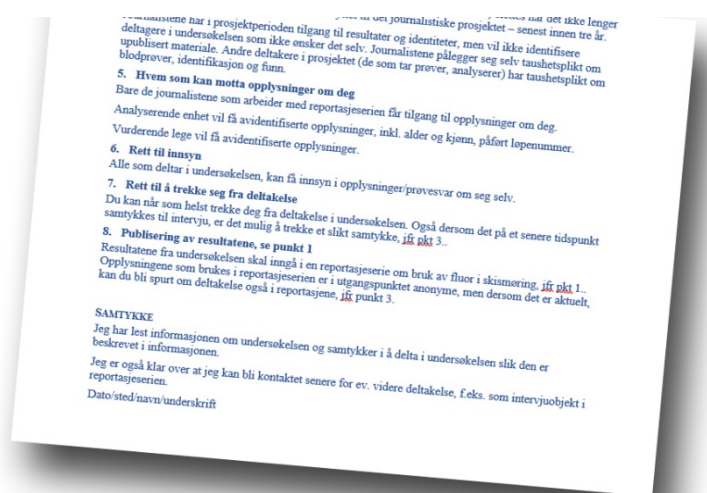 det journalistiske prosjektet – senest innen tre år.
Journalistene har i prosjektperioden tilgang til resultater og identiteter, men vil ikke identifisere
deltagere i undersøkelsen som ikke ønsker det selv. Journalistene pålegger seg selv taushetsplikt om
upublisert materiale. Andre deltakere i prosjektet (de som tar prøver, analyserer) har taushetsplikt om
blodprøver, identifikasjon og funn.
5. Hvem som kan motta opplysninger om deg
Bare de journalistene som arbeider med reportasjeserien får tilgang til opplysninger om deg.
Analyserende enhet vil få avidentifiserte opplysninger, inkl. alder og kjønn, påført løpenummer.
Vurderende lege vil få avidentifiserte opplysninger.
6. Rett til innsyn
Alle som deltar i undersøkelsen, kan få innsyn i opplysninger/prøvesvar om seg selv.
7. Rett til å trekke seg fra deltakelse
Du kan når som helst trekke deg fra deltakelse i undersøkelsen. Også dersom det på et senere tidspunkt
samtykkes til intervju, er det mulig å trekke et slikt samtykke, jfr pkt 3..
8. Publisering av resultatene, se punkt 1
Resultatene fra undersøkelsen skal inngå i en reportasjeserie om bruk av fluor i skismøring, jfr pkt 1..
Opplysningene som brukes i reportasjeserien er i utgangspunktet anonyme, men dersom det er aktuelt,
kan du bli spurt om deltakelse også i reportasjene, jfr punkt 3.
SAMTYKKE
Jeg har lest informasjonen om undersøkelsen og samtykker i å delta i undersøkelsen slik den er
beskrevet i informasjonen.
Jeg er også klar over at jeg kan bli kontaktet senere for ev. videre deltakelse, f.eks. som intervjuobjekt i
reportasjeserien.
Dato/sted/navn/underskrift